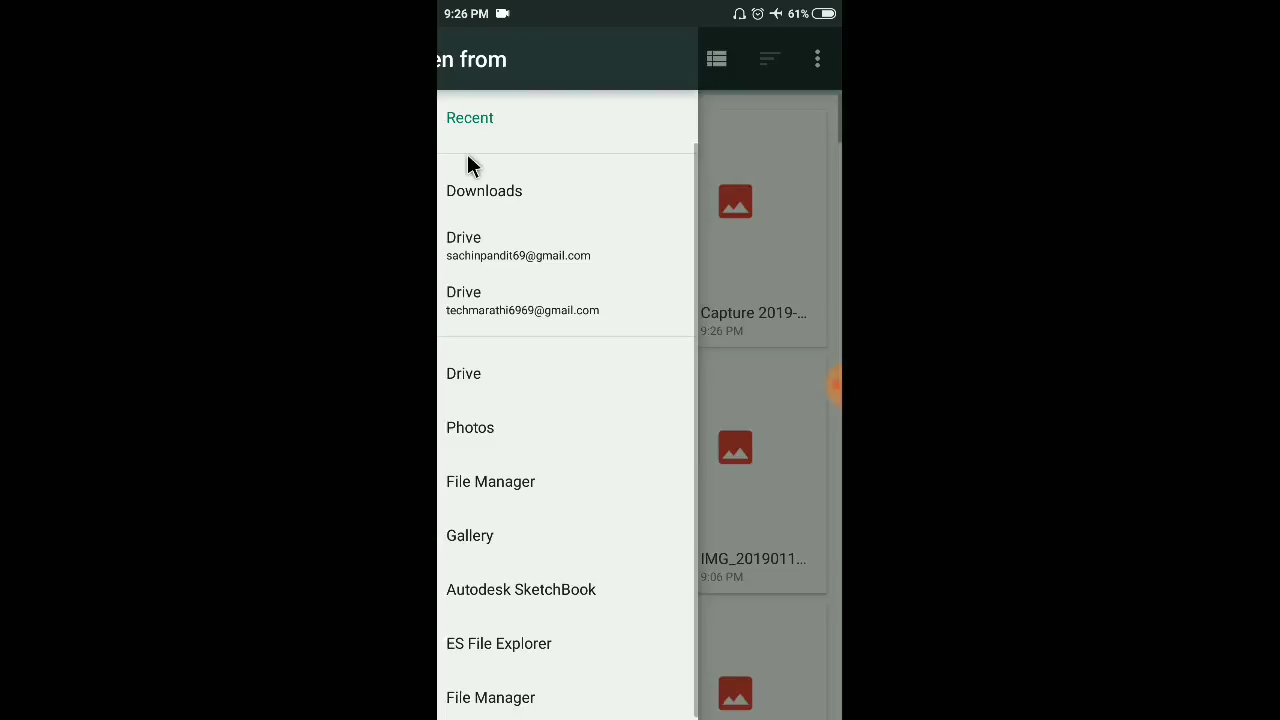 9:26 PM
61%
en from
Recent
Downloads
Drive
sachinpandit69@gmail.com
Drive
techmarathi6969@gmail.com
Drive
Photos
File Manager
Gallery
Autodesk SketchBook
ES File Explorer
File Manager
Capture 2019-...
9:26 PM
IMG_2019011...
9:06 PM